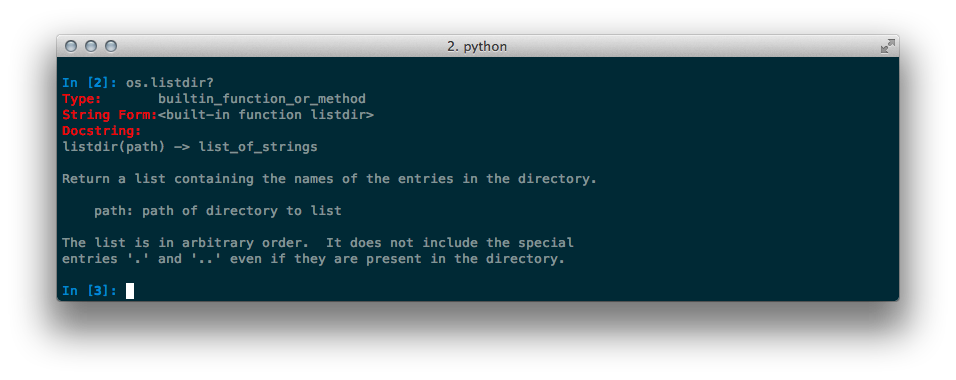 2. python
In [2]: os.listdir?
Type:       builtin_function_or_method
String Form:<built-in function listdir>
Docstring:
listdir(path) -> list_of_strings
Return a list containing the names of the entries in the directory.
    path: path of directory to list
The list is in arbitrary order.  It does not include the special
entries '.' and '..' even if they are present in the directory.
In [3]: